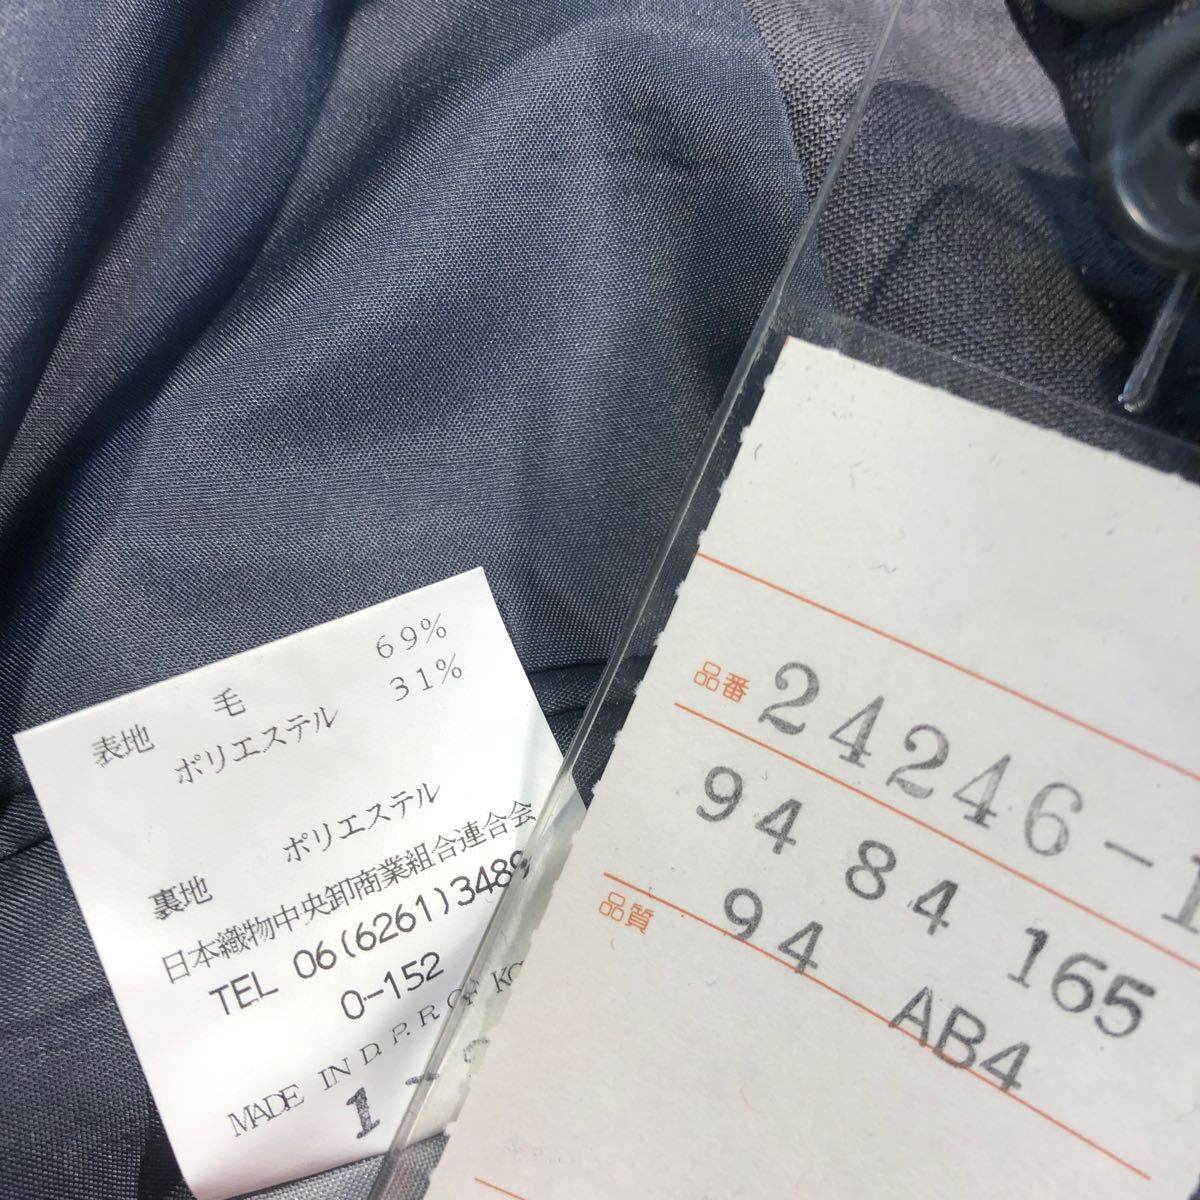 表地 毛 69%
ポリエステル 31%
裏地 ポリエステル
日本織物中央卸商業組合連合会
TEL 06(6261)3489
0-152
MADE IN D.P.R OF KO
1
品番 24246-1
94 84 165
品質 94 AB4